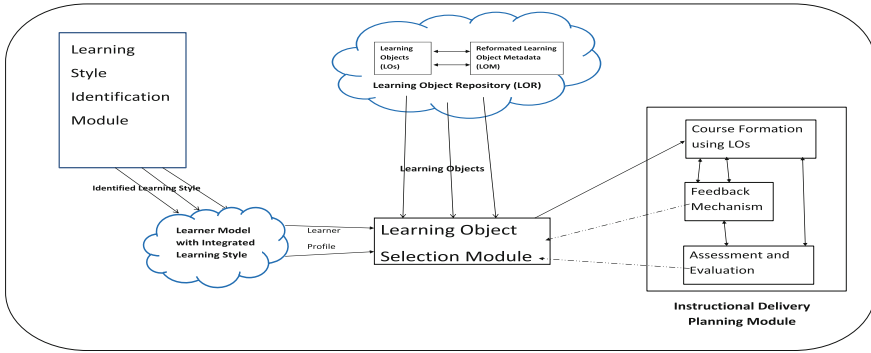 Learning
Style
Identification
Module
Learning
Objects
(LOs)
Reformated Learning
Object Metadata
(LOM)
Learning Object Repository (LOR)
Identified Learning Style
Learning Objects
Learner Model
with Integrated
Learning Style
Learner
Profile
Learning Object
Selection Module
Course Formation
using LOs
Feedback
Mechanism
Assessment and
Evaluation
Instructional Delivery
Planning Module